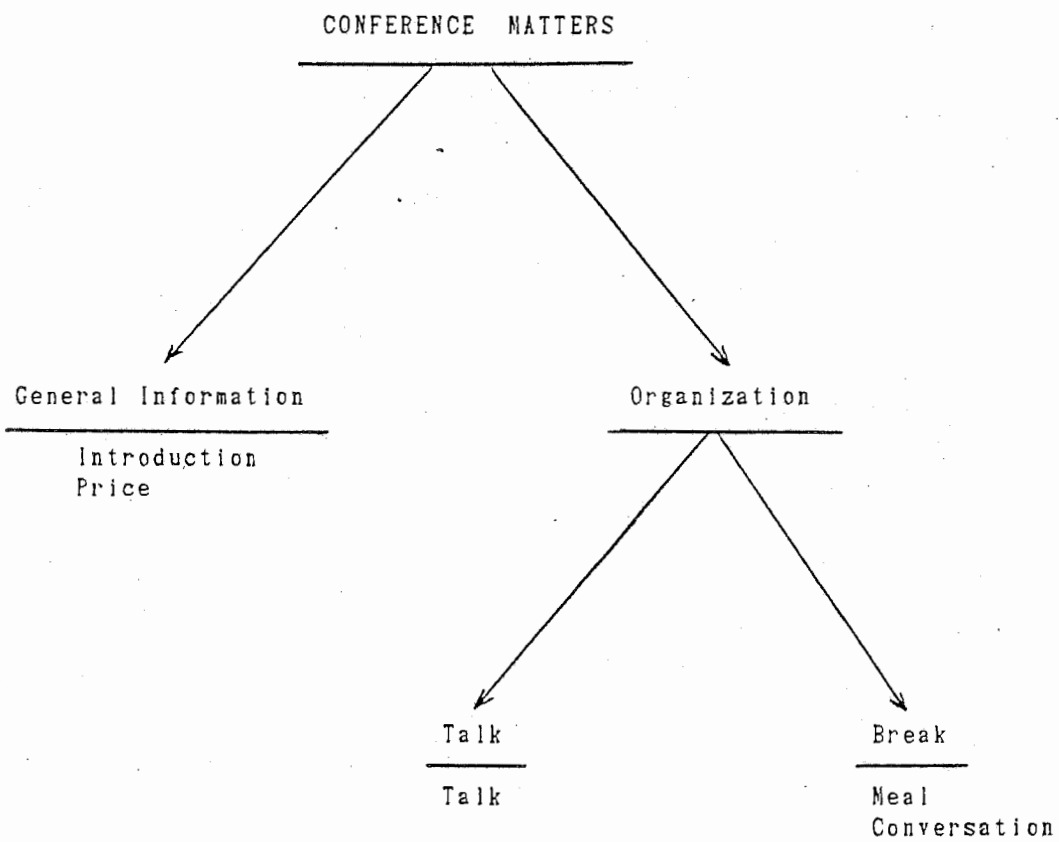 CONFERENCE MATTERS
General Information
Organization
Introduction
Price
Talk
Break
Talk
Meal
Conversation